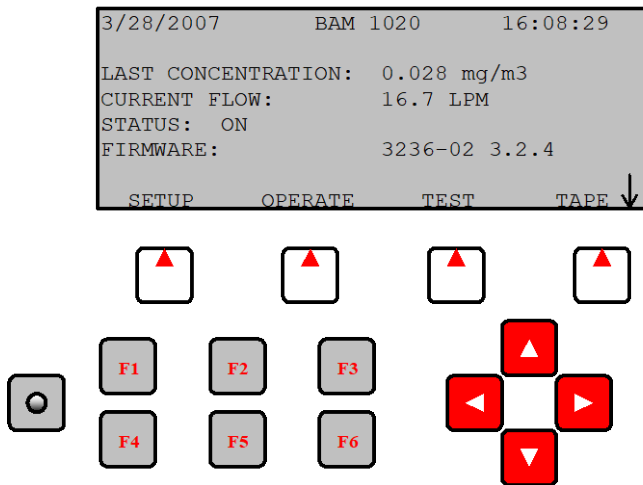 3/28/2007 BAM 1020 16:08:29
LAST CONCENTRATION: 0.028 mg/m3
CURRENT FLOW: 16.7 LPM
STATUS: ON
FIRMWARE: 3236-02 3.2.4
SETUP OPERATE TEST TAPE
F1 F2 F3
F4 F5 F6